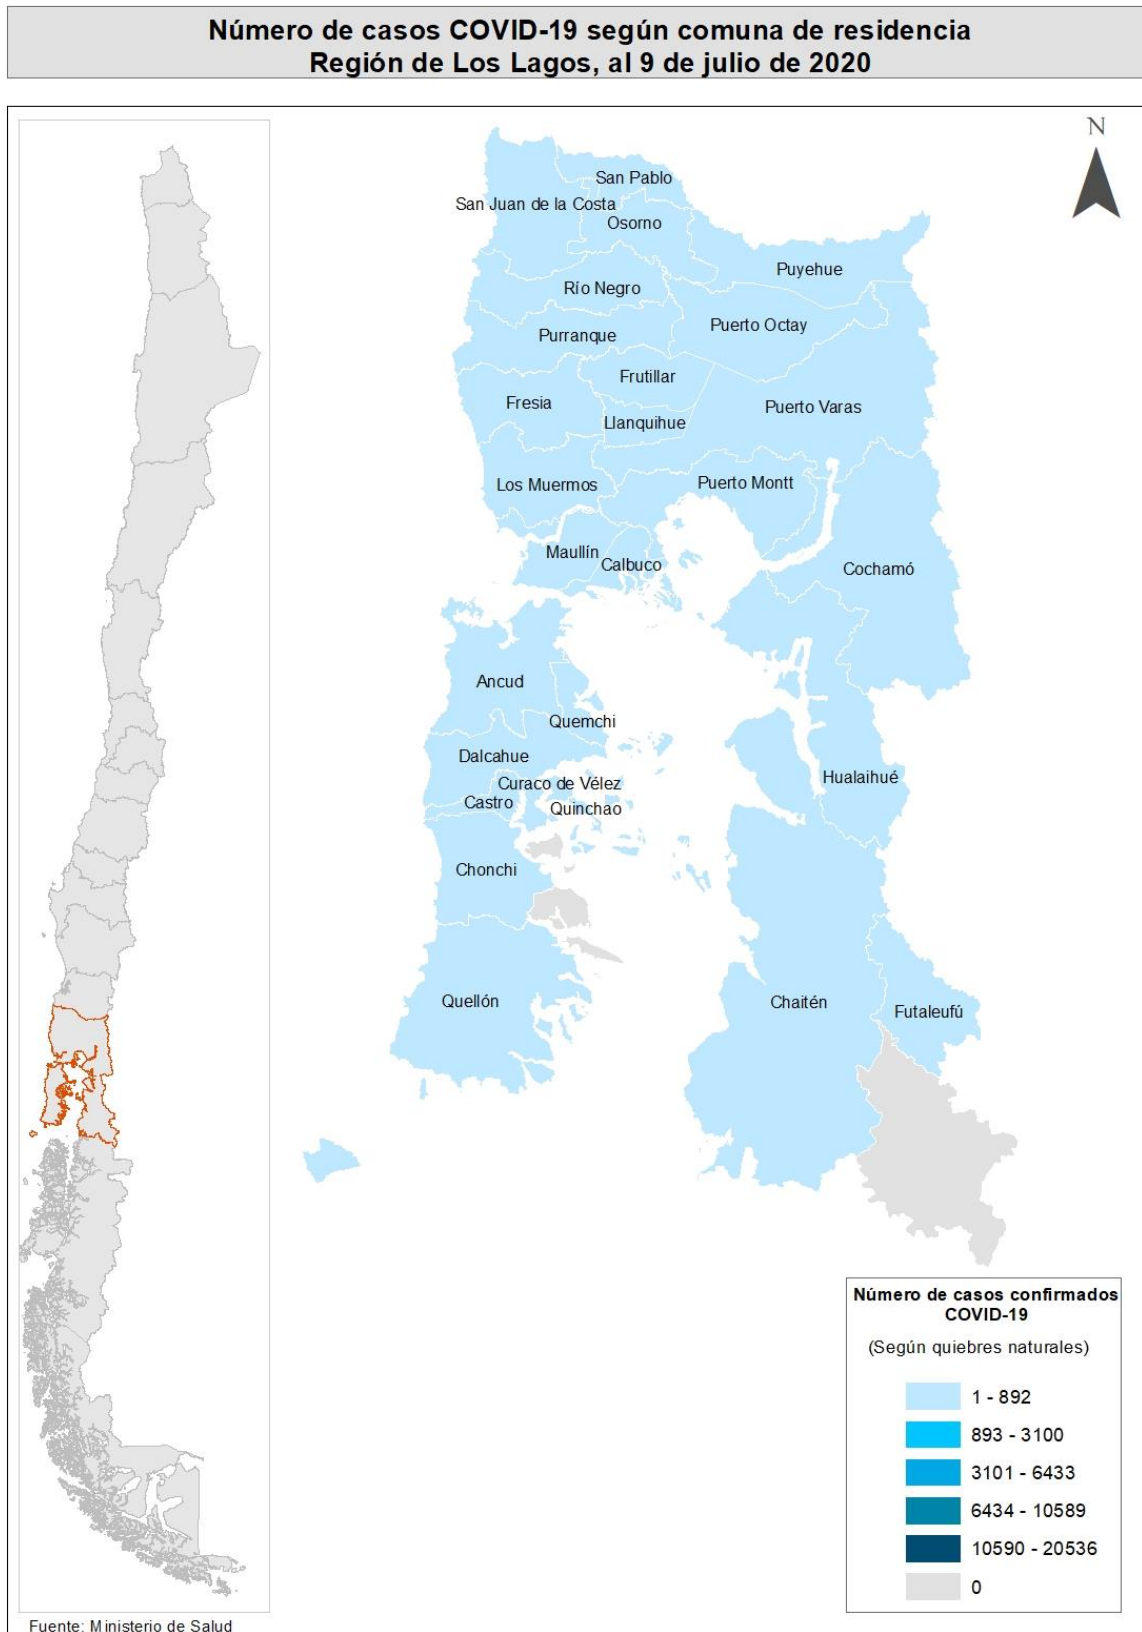 Número de casos COVID-19 según comuna de residencia
Región de Los Lagos, al 9 de julio de 2020
N
San Pablo
San Juan de la Costa
Osorno
Puyehue
Río Negro
Puerto Octay
Purranque
Frutillar
Fresia
Puerto Varas
Llanquihue
Los Muermos
Puerto Montt
Maullín
Calbuco
Cochamó
Ancud
Quemchi
Dalcahue
Hualaihué
Curaco de Vélez
Castro
Quinchao
Chonchi
Quellón
Chaitén
Futaleufú
Número de casos confirmados
COVID-19
(Según quiebres naturales)
1 - 892
893 - 3100
3101 - 6433
6434 - 10589
10590 - 20536
0
Fuente: Ministerio de Salud